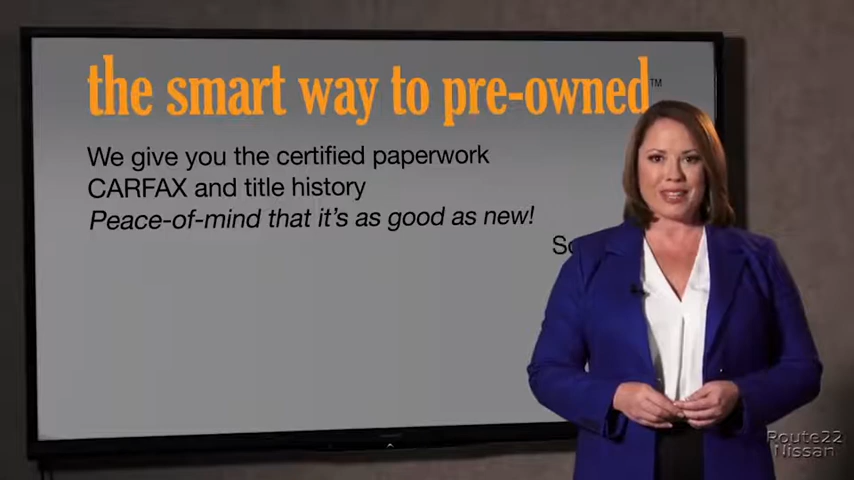 the smart way to pre-owned™
We give you the certified paperwork
CARFAX and title history
Peace-of-mind that it's as good as new!
Route22
Nissan